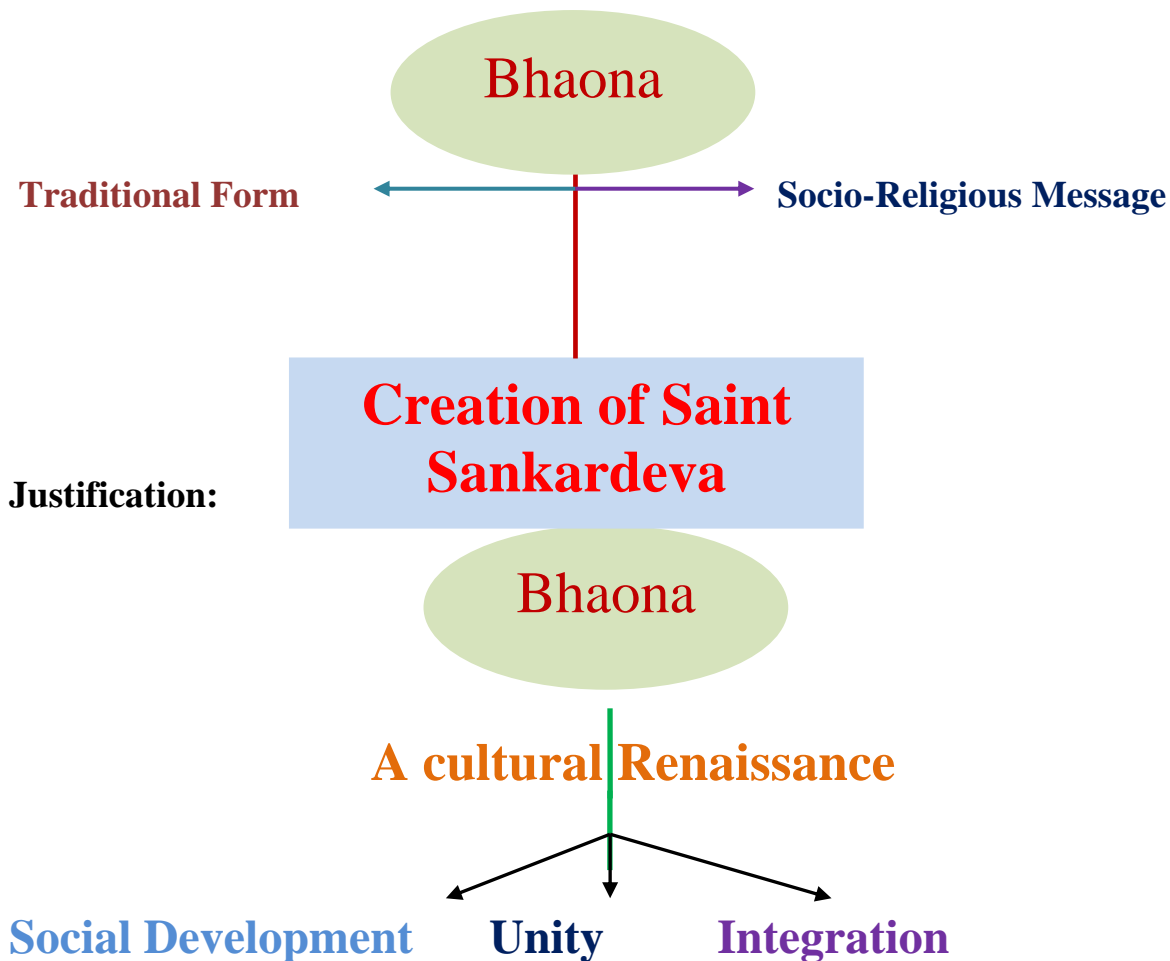 Bhaona
Traditional Form
Socio-Religious Message
Creation of Saint
Sankardeva
Justification:
Bhaona
A cultural Renaissance
Social Development
Unity
Integration